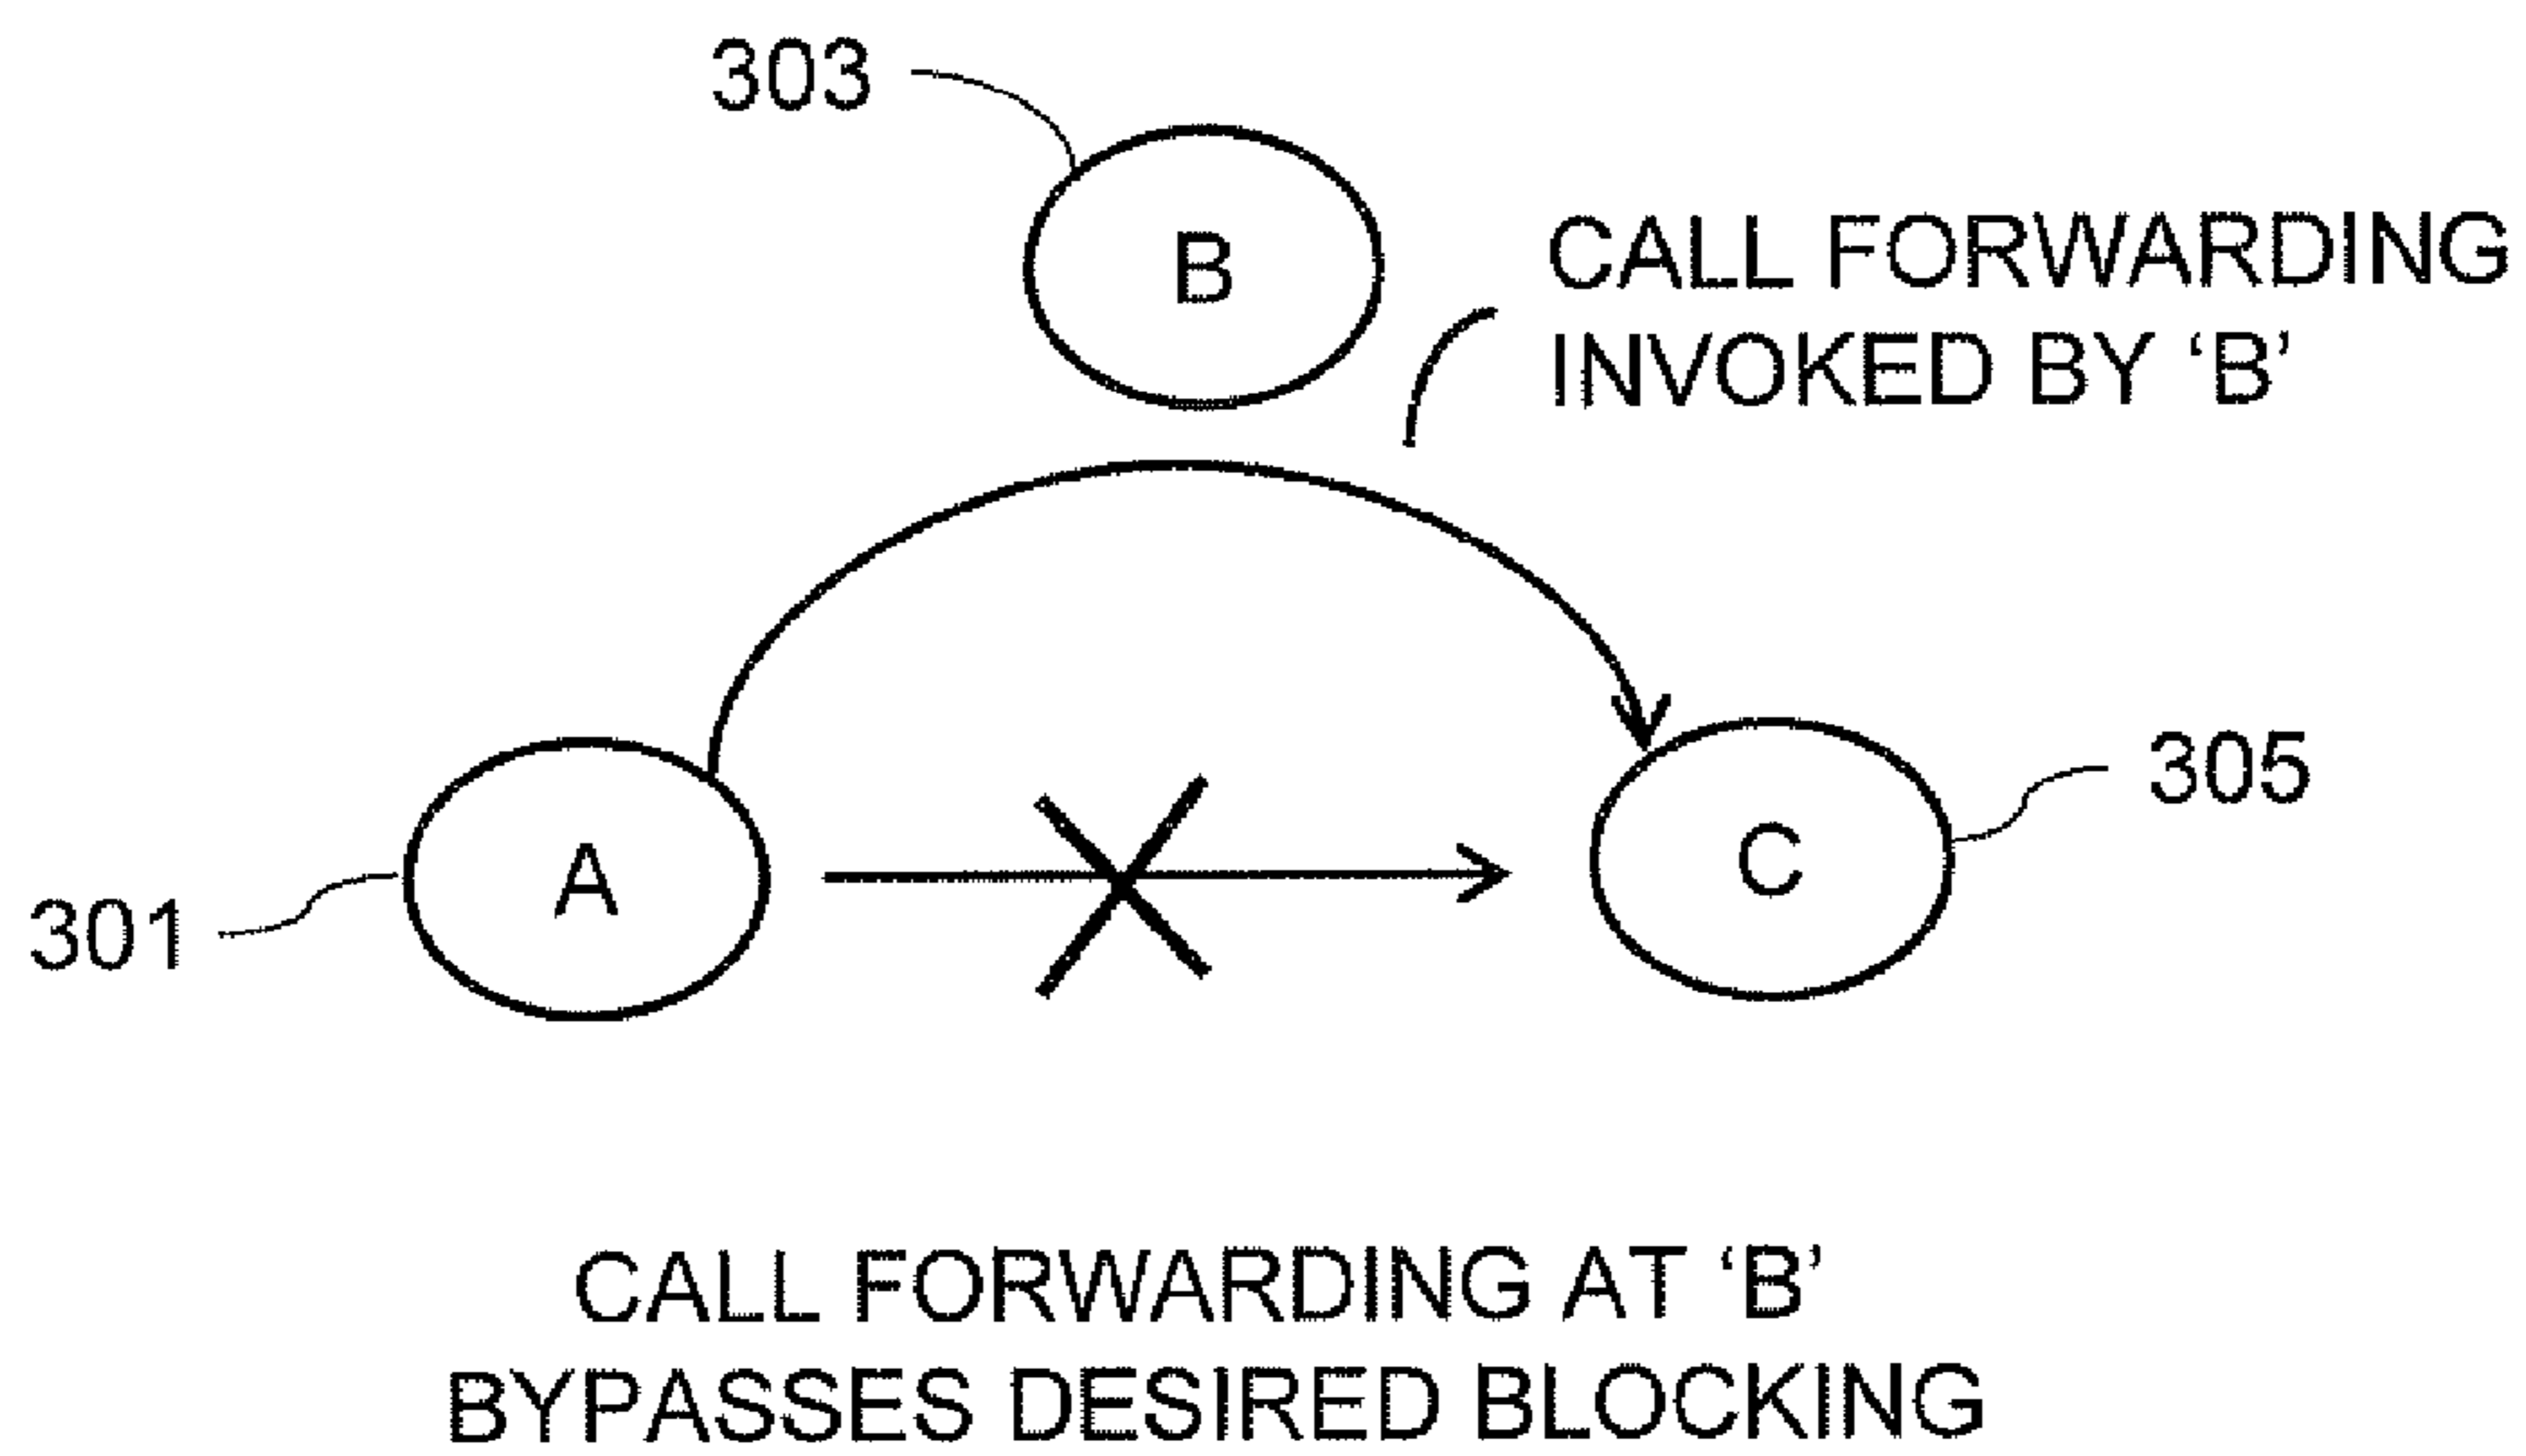 303
B
CALL FORWARDING
INVOKED BY ‘B’
A
C
305
301
CALL FORWARDING AT ‘B’
BYPASSES DESIRED BLOCKING